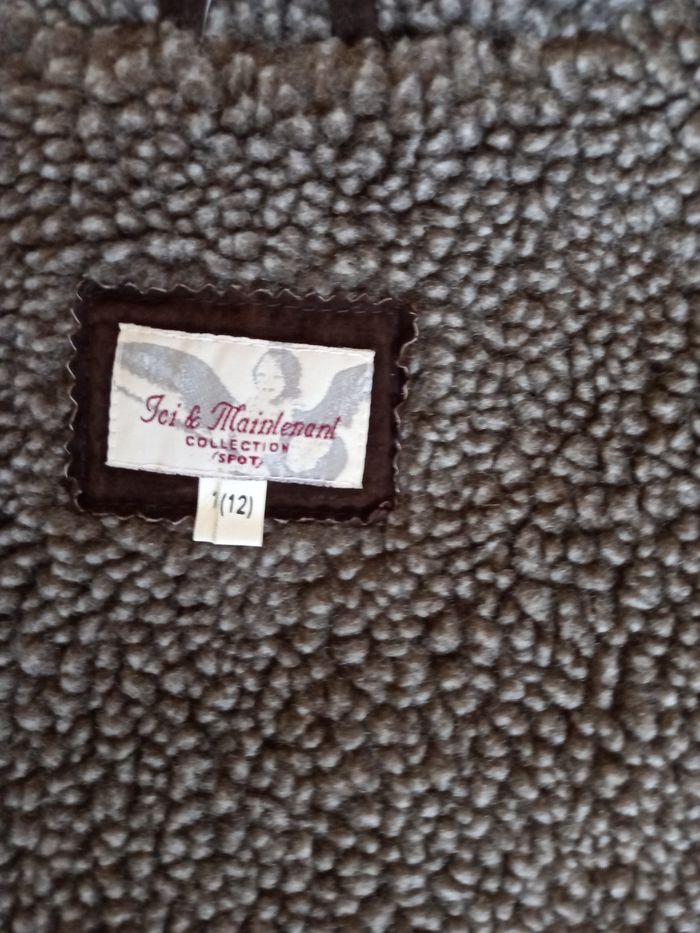 Ici & Maintenant
COLLECTION
(SPOT)
1(12)